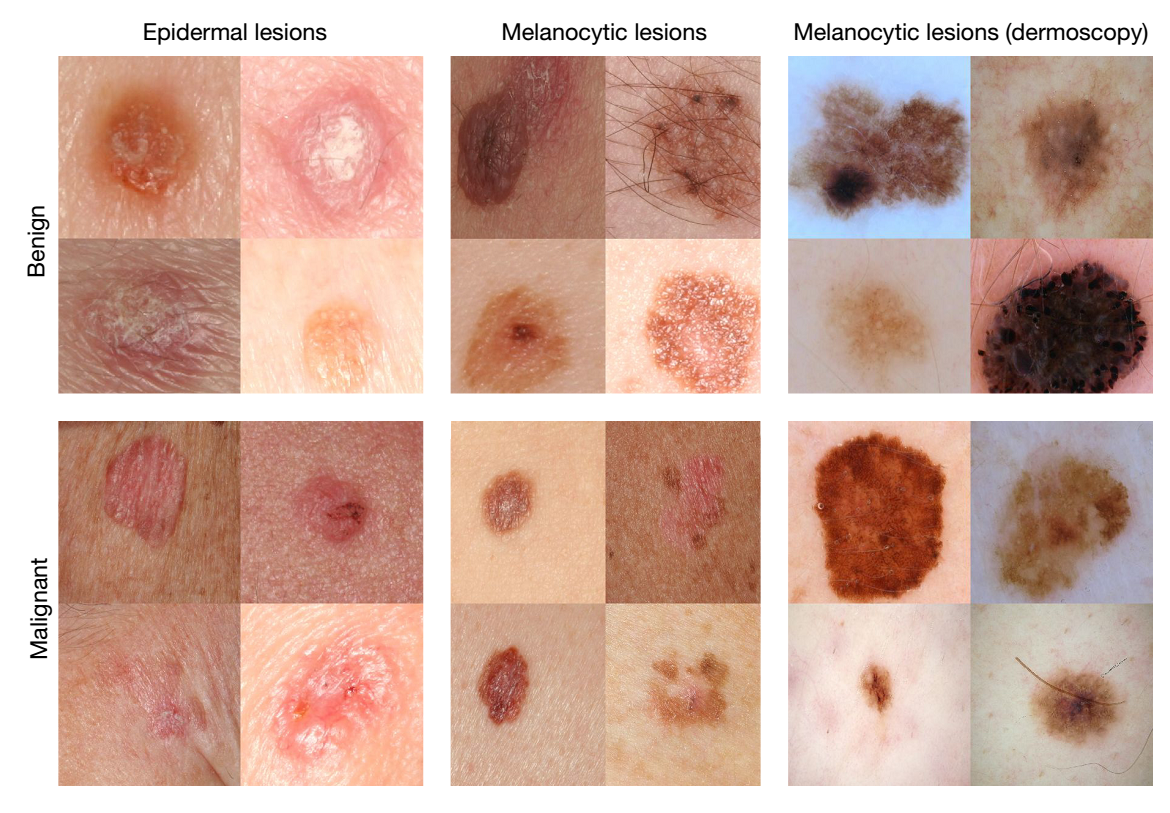 Epidermal lesions
Melanocytic lesions
Melanocytic lesions (dermoscopy)
Benign
Malignant